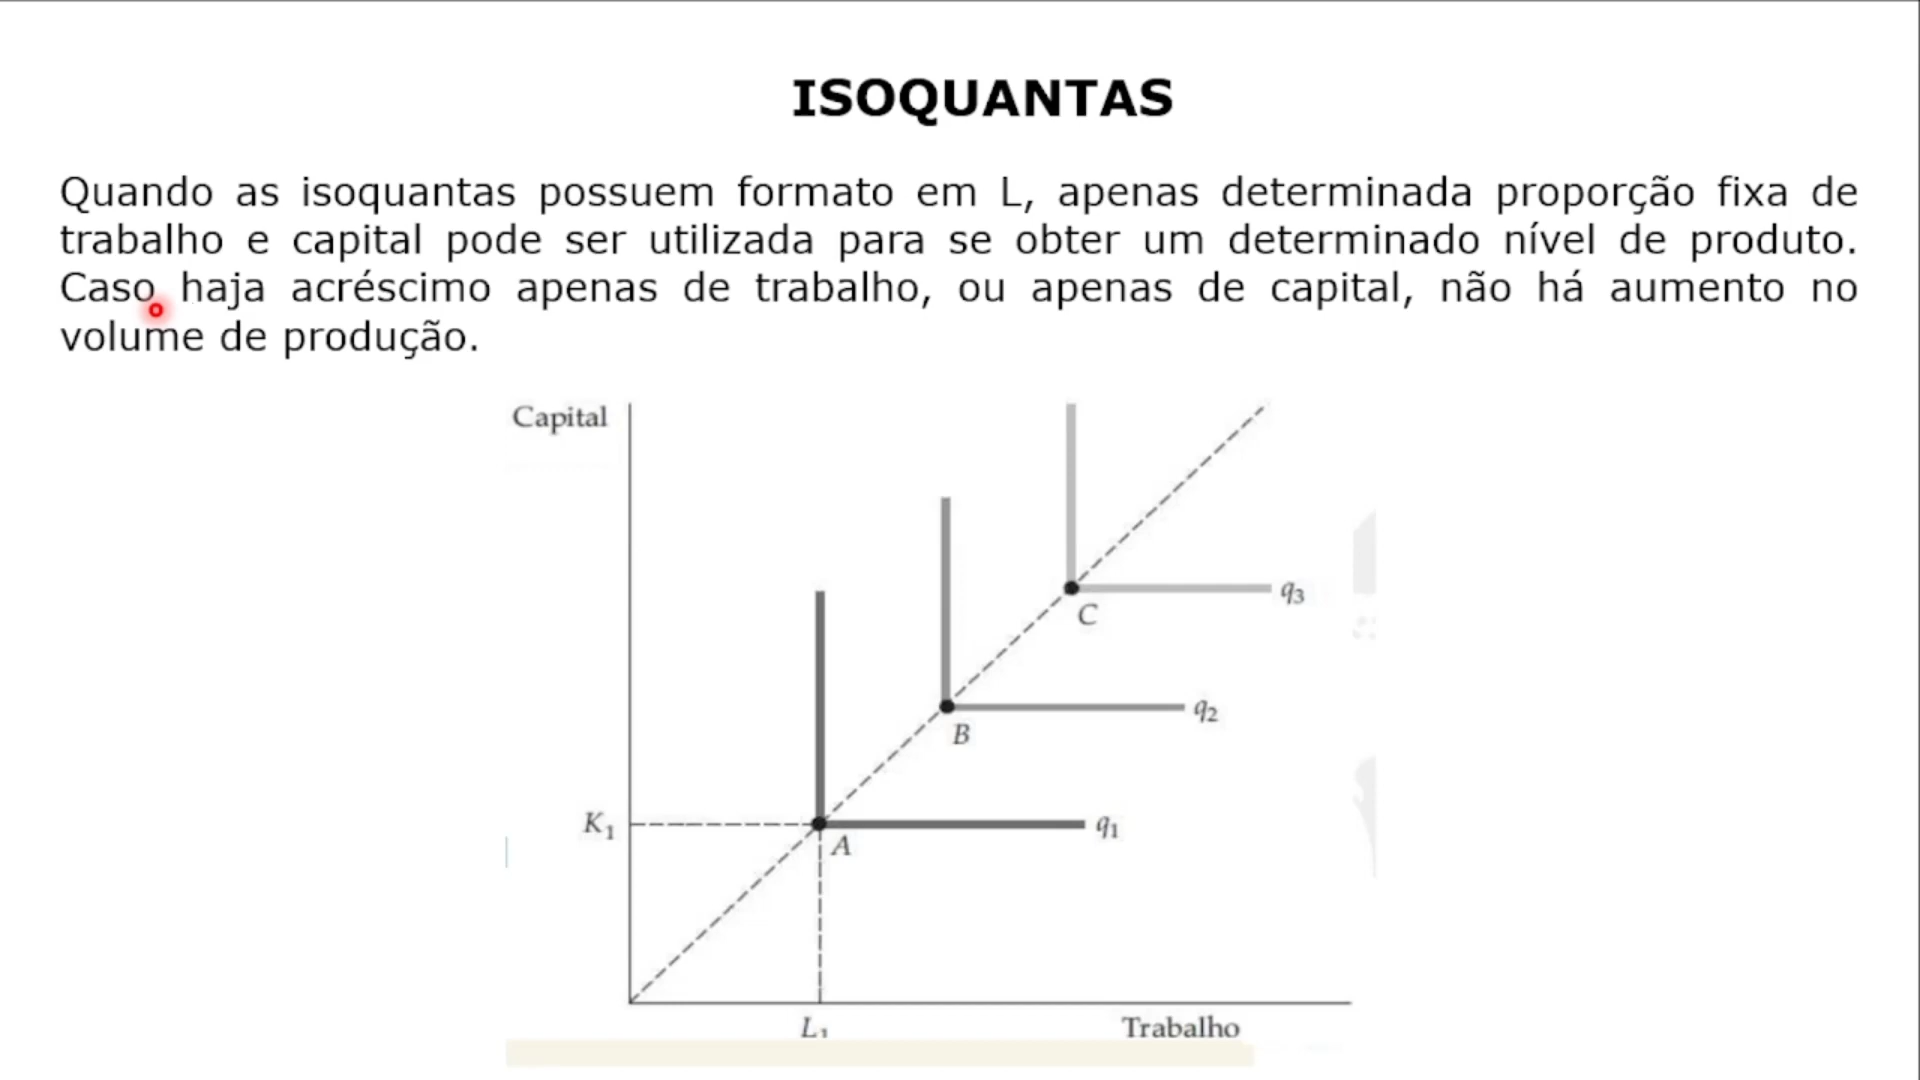 ISOQUANTAS
Quando as isoquantas possuem formato em L, apenas determinada proporção fixa de
trabalho e capital pode ser utilizada para se obter um determinado nível de produto.
Caso haja acréscimo apenas de trabalho, ou apenas de capital, não há aumento no
volume de produção.
Capital
q3
C
q2
B
K1
q1
A
L1
Trabalho